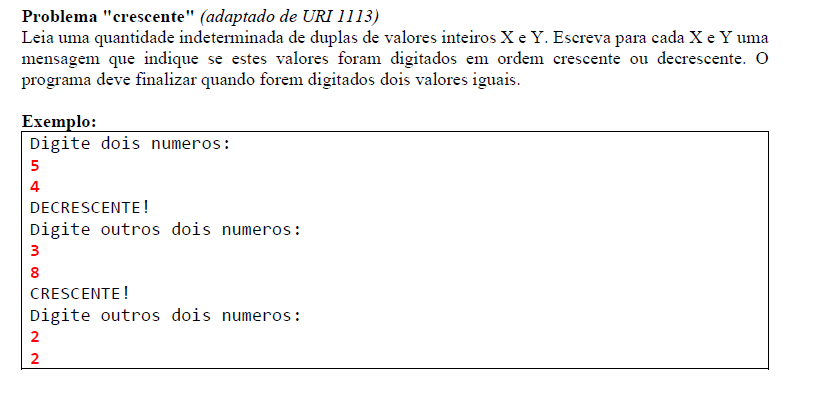 Problema "crescente" (adaptado de URI 1113)
Leia uma quantidade indeterminada de duplas de valores inteiros X e Y. Escreva para cada X e Y uma
mensagem que indique se estes valores foram digitados em ordem crescente ou decrescente. O
programa deve finalizar quando forem digitados dois valores iguais.
Exemplo:
Digite dois numeros:
5
4
DECRESCENTE!
Digite outros dois numeros:
3
8
CRESCENTE!
Digite outros dois numeros:
2
2